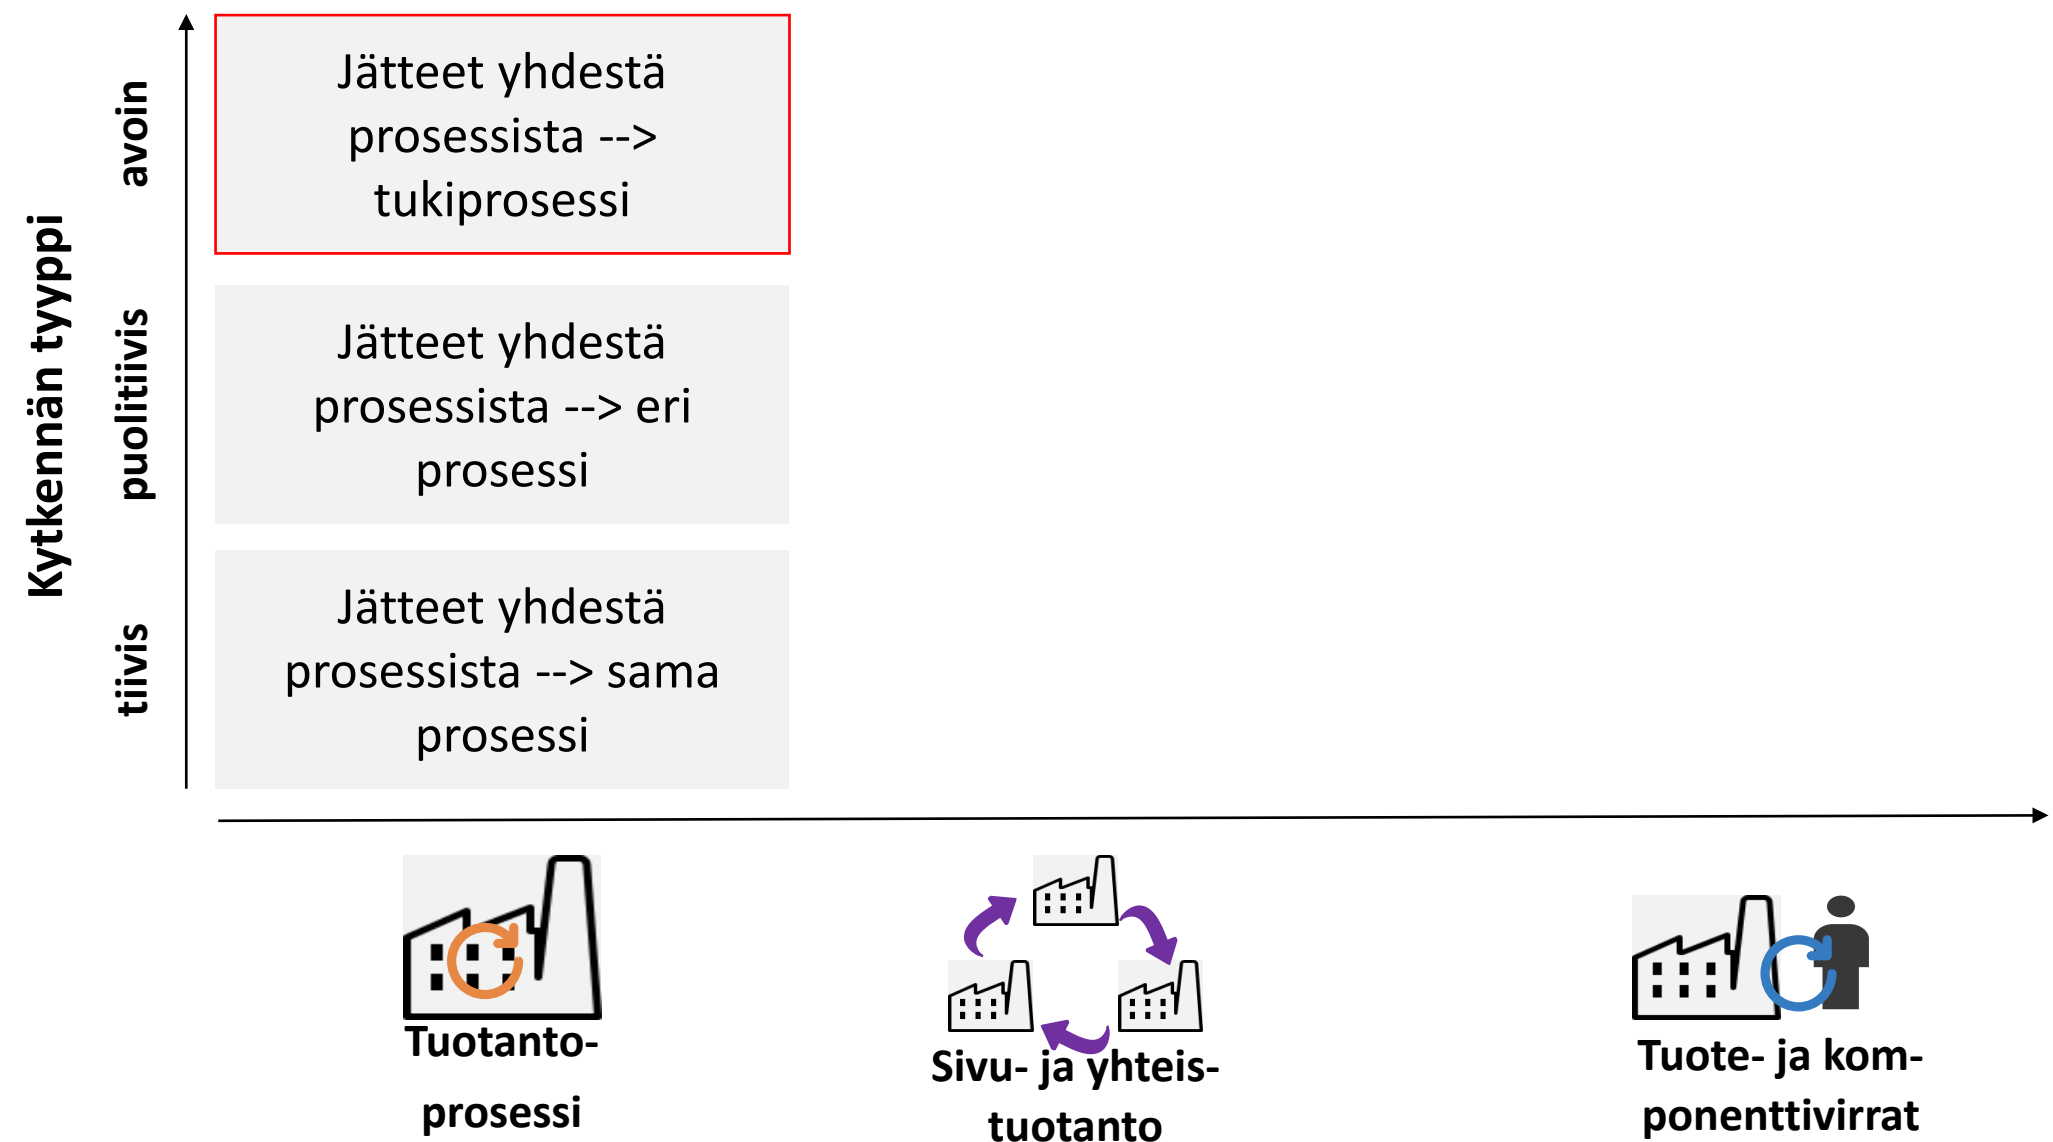 Kytkennän tyyppi
avoin
Jätteet yhdestä
prosessista -->
tukiprosessi
puolitiivis
Jätteet yhdestä
prosessista --> eri
prosessi
tiivis
Jätteet yhdestä
prosessista --> sama
prosessi
Tuotanto-
prosessi
Sivu- ja yhteis-
tuotanto
Tuote- ja kom-
ponenttivirrat